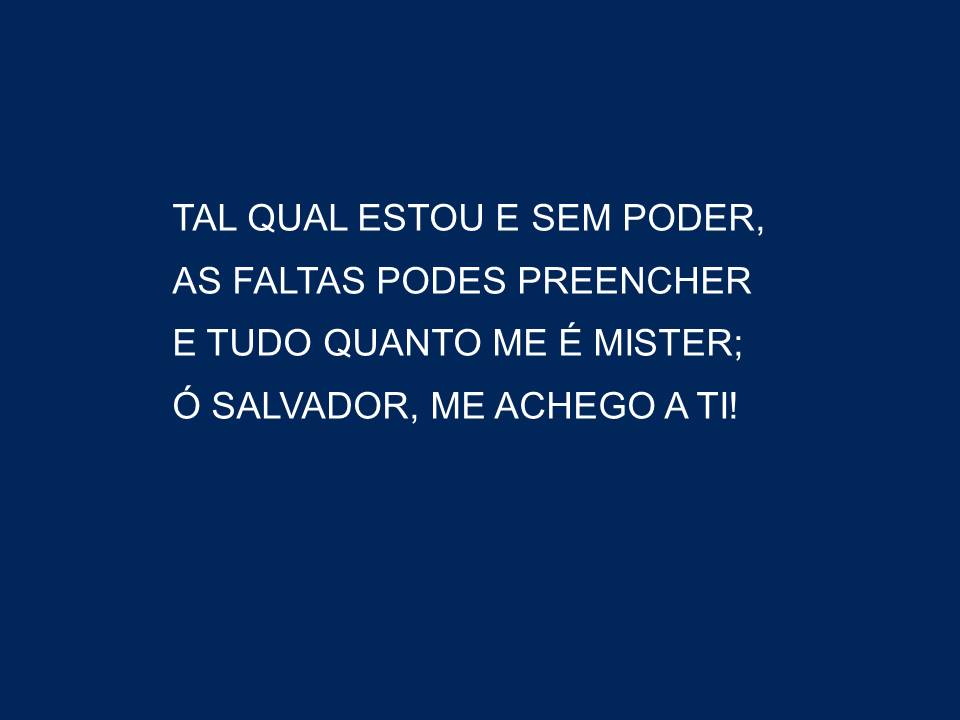 TAL QUAL ESTOU E SEM PODER,
AS FALTAS PODES PREENCHER
E TUDO QUANTO ME É MISTER;
Ó SALVADOR, ME ACHEGO A TI!